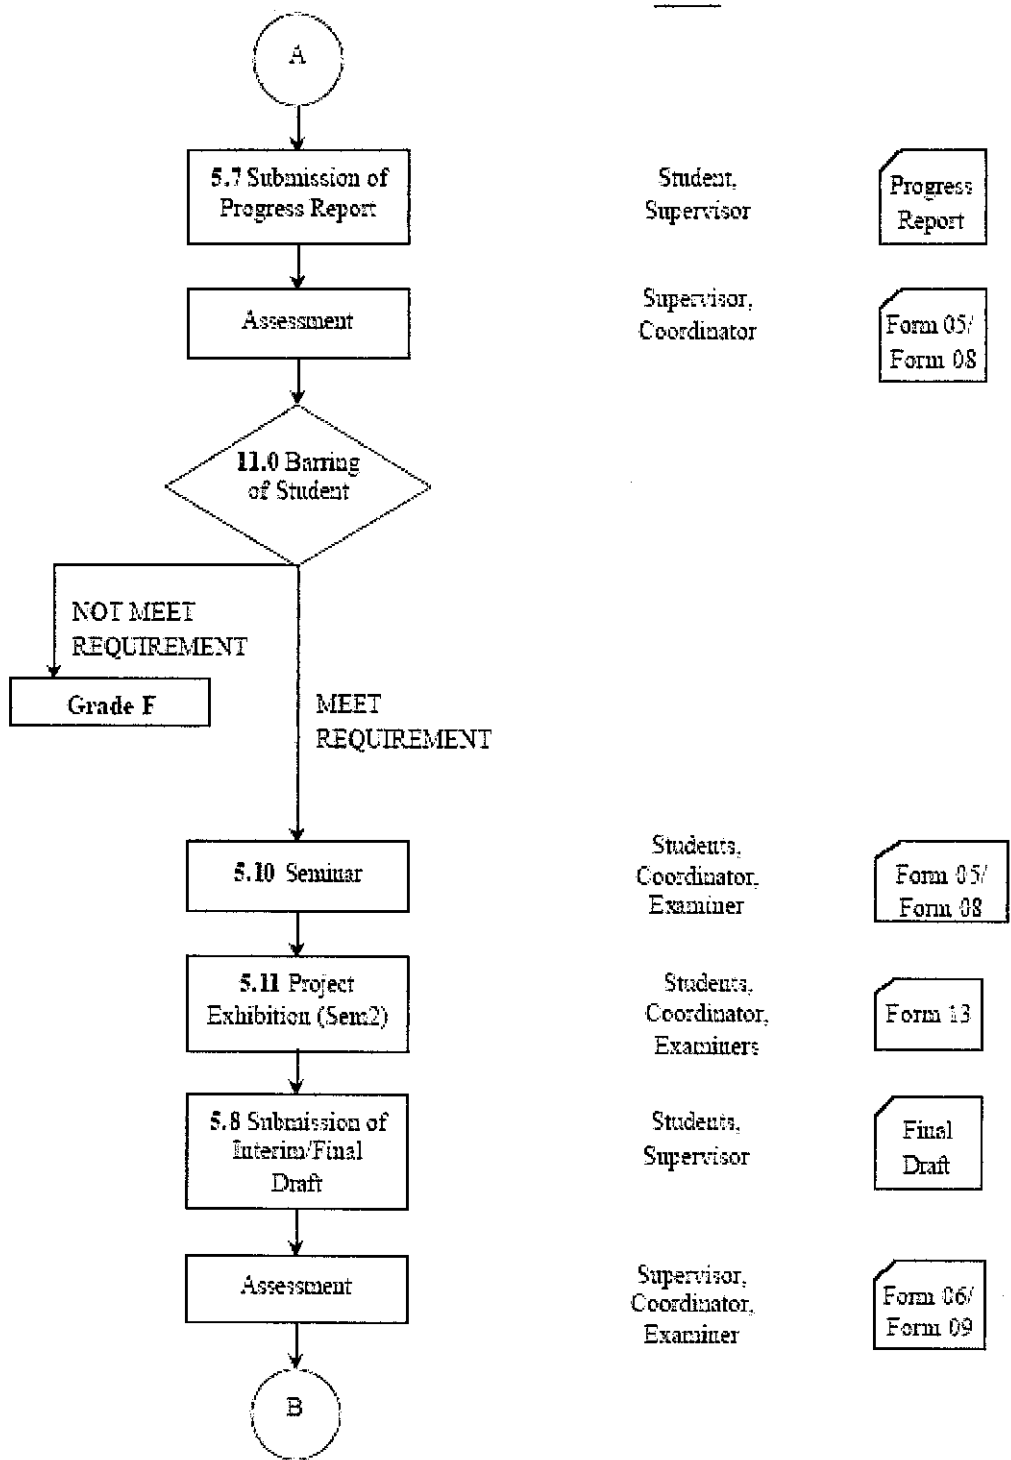 A
5.7 Submission of
Progress Report
Student,
Supervisor
Progress
Report
Assessment
Supervisor,
Coordinator
Form 05/
Form 08
11.0 Barring
of Student
NOT MEET
REQUIREMENT
Grade F
MEET
REQUIREMENT
5.10 Seminar
Students,
Coordinator,
Examiner
Form 05/
Form 08
5.11 Project
Exhibition (Sem2)
Students,
Coordinator,
Examiners
Form 13
5.8 Submission of
Interim/Final
Draft
Students,
Supervisor
Final
Draft
Assessment
Supervisor,
Coordinator,
Examiner
Form 06/
Form 09
B